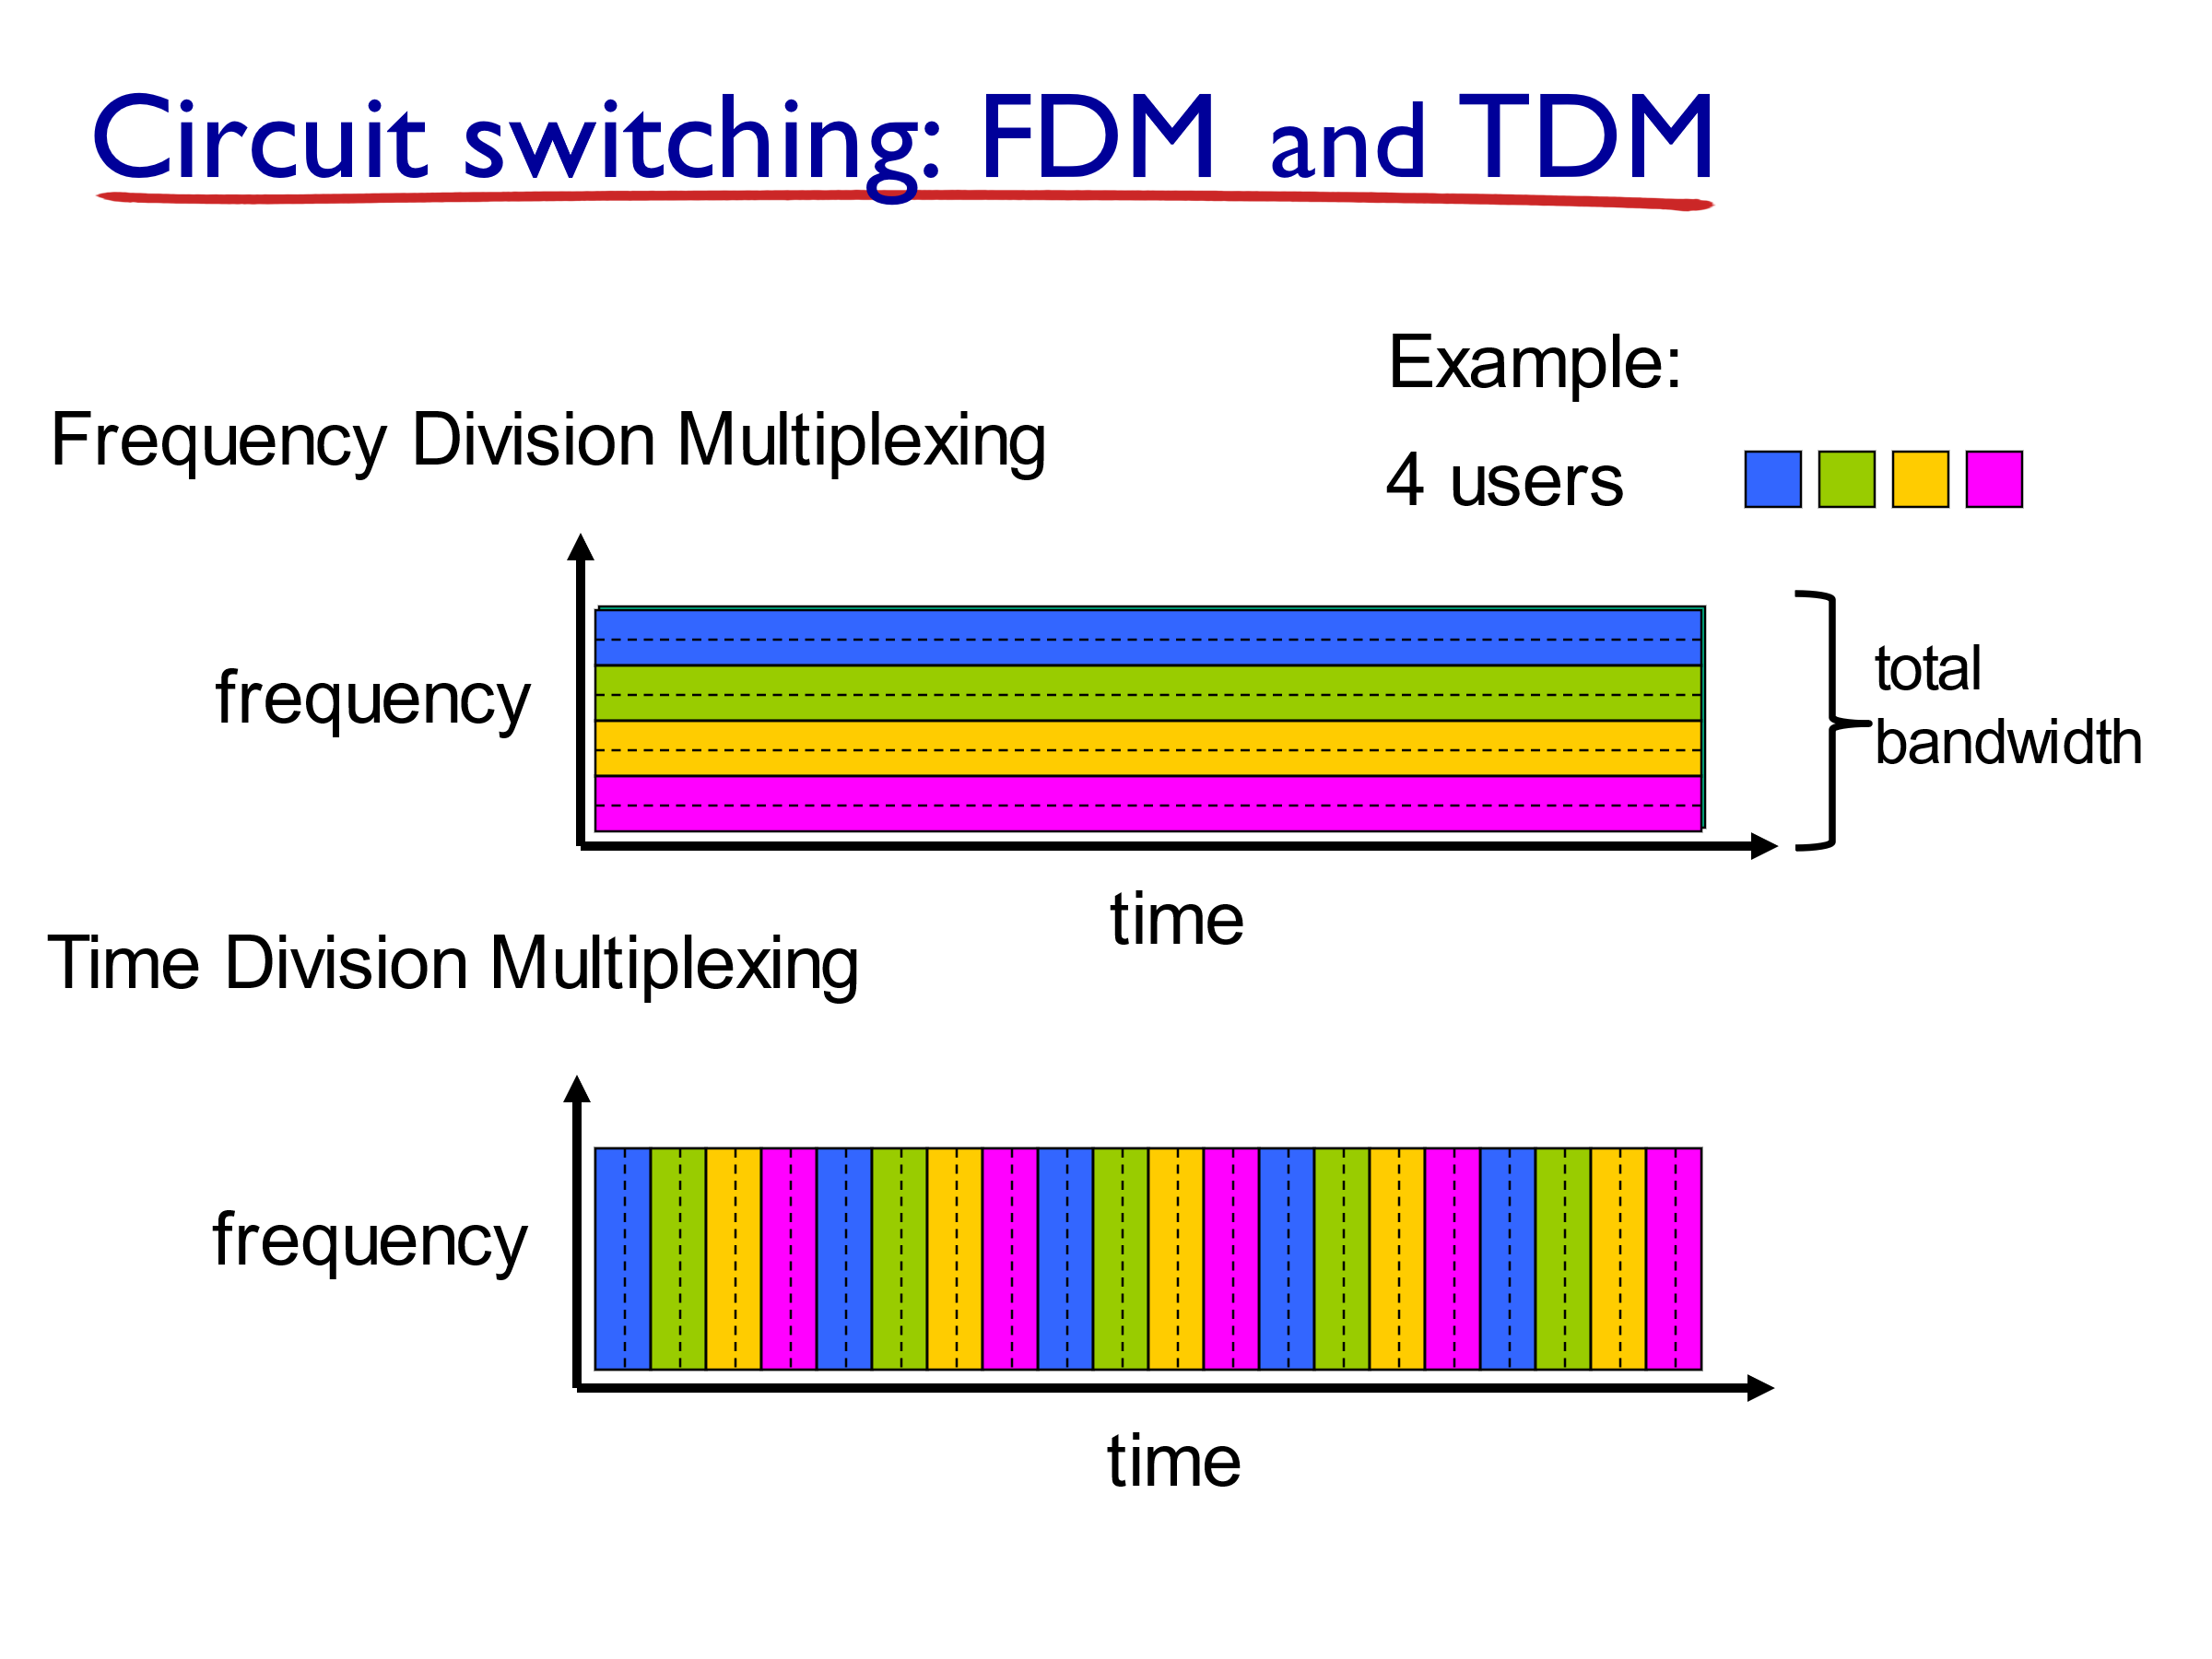 Circuit switching: FDM and TDM
Example:
Frequency Division Multiplexing
4 users
frequency
total
bandwidth
time
Time Division Multiplexing
frequency
time